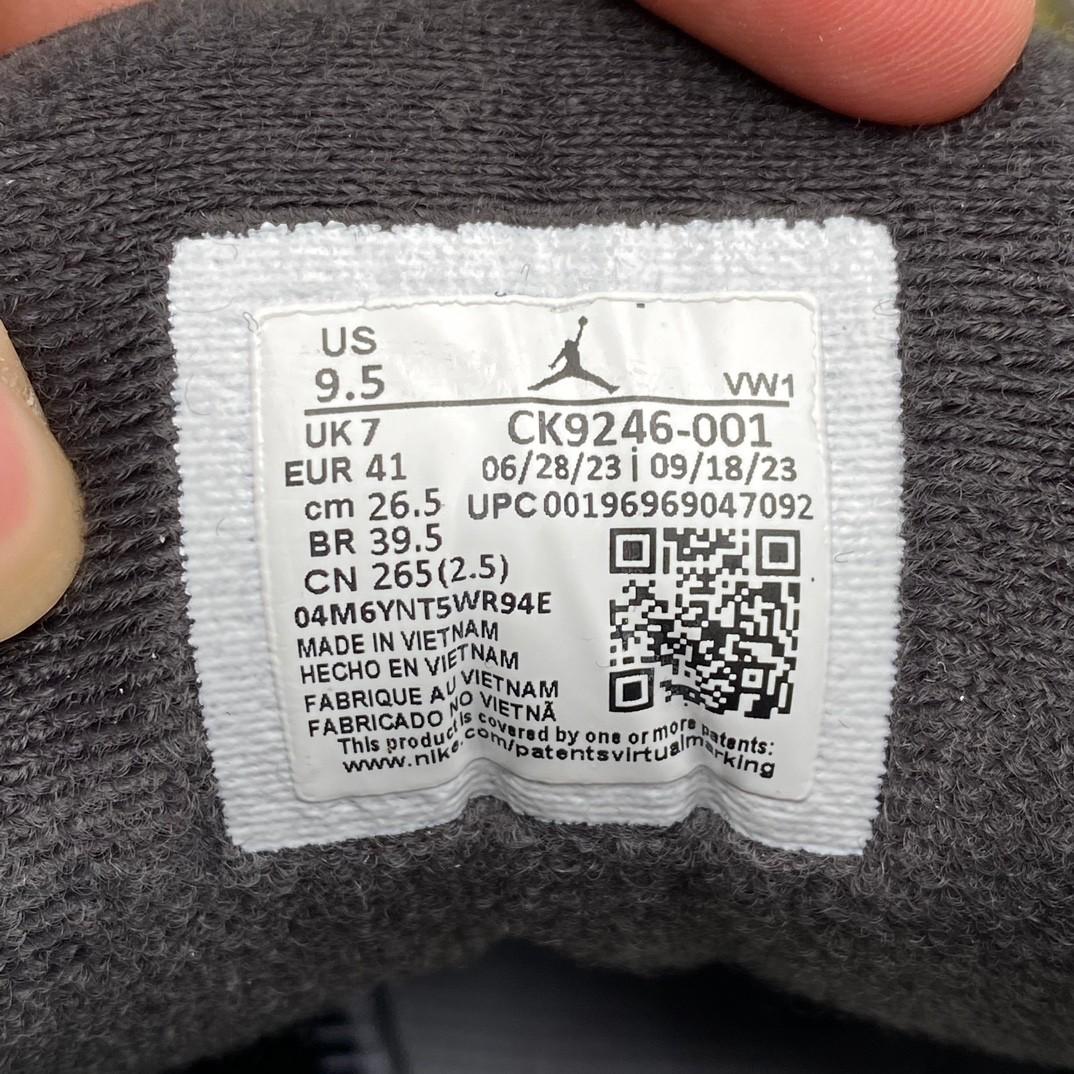 US
9.5
VW1
UK 7
CK9246-001
EUR 41
06/28/23 | 09/18/23
cm 26.5
UPC 00196969047092
BR 39.5
CN 265(2.5)
04M6YNT5WR94E
MADE IN VIETNAM
HECHO EN VIETNAM
FABRIQUE AU VIETNAM
FABRICADO NO VIETNÃ
This product is covered by one or more patents:
www.nike.com/patentsvirtualmarking